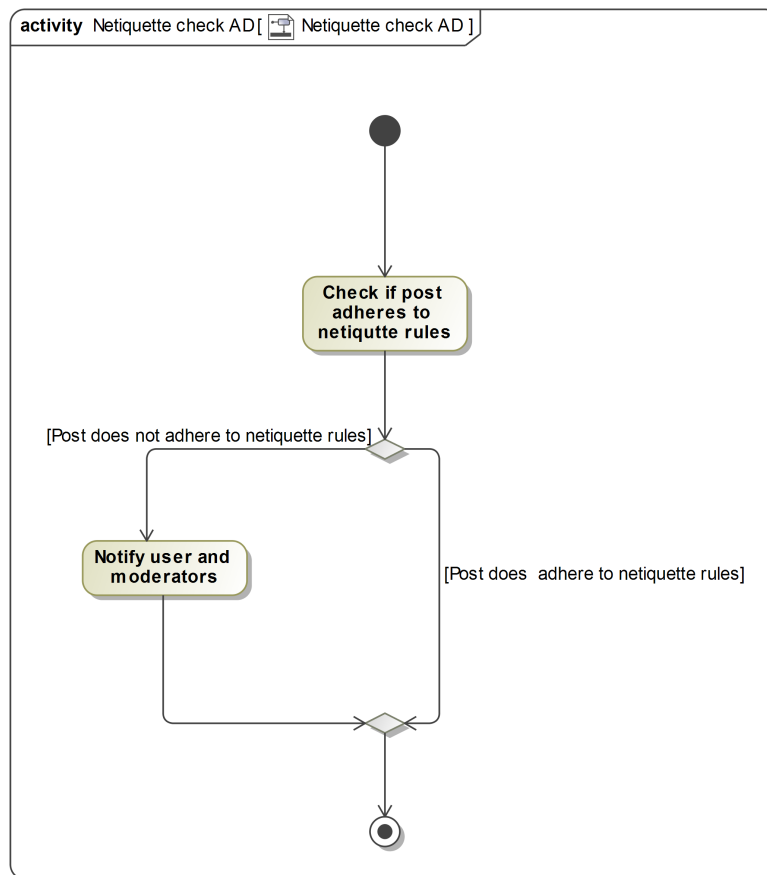 activity Netiquette check AD[ Netiquette check AD ]
Check if post
adheres to
netiqutte rules
[Post does not adhere to netiquette rules]
Notify user and
moderators
[Post does  adhere to netiquette rules]